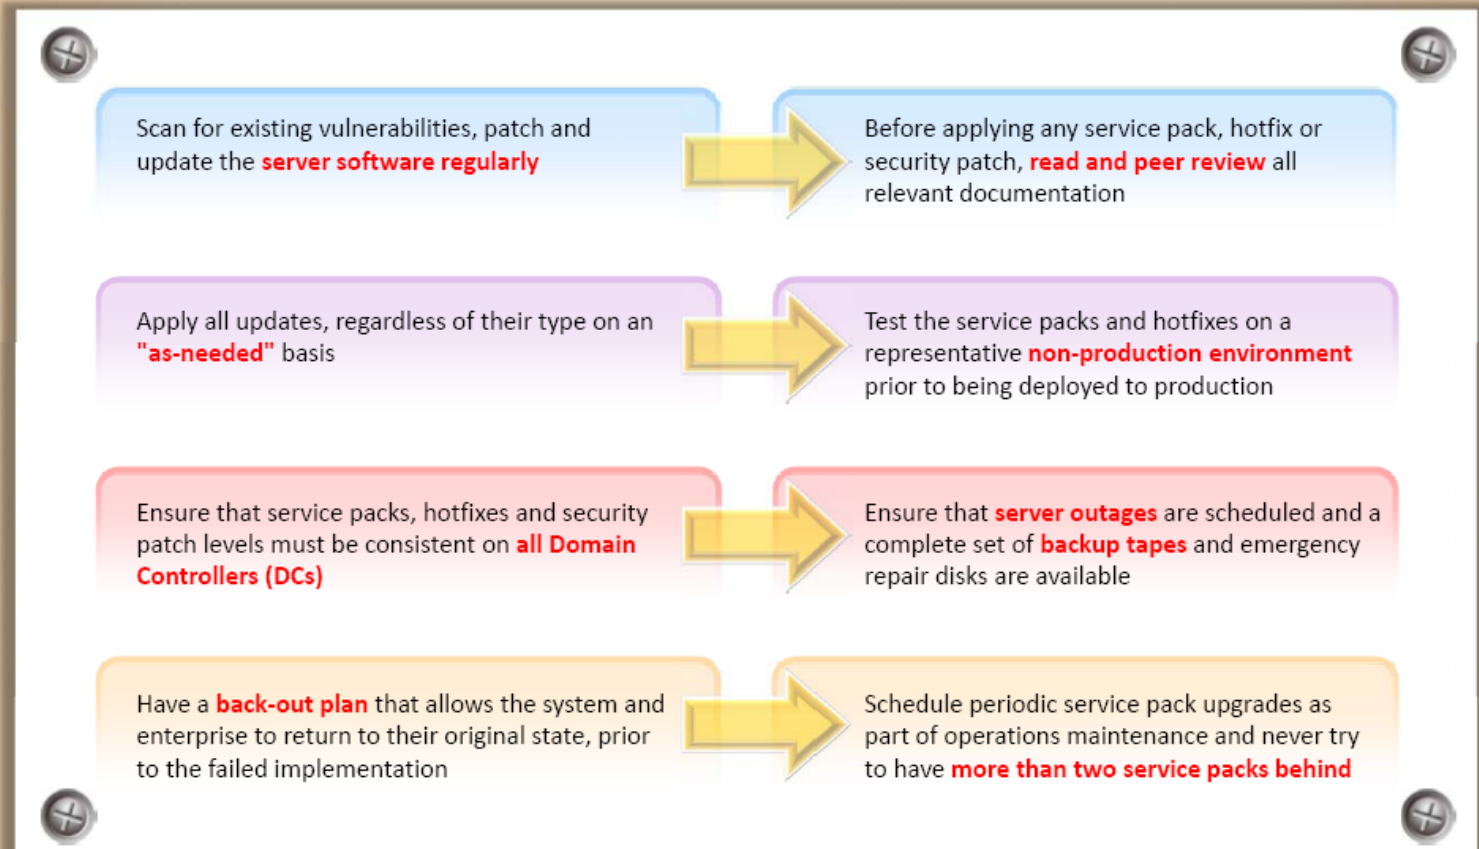 Scan for existing vulnerabilities, patch and
update the server software regularly
Before applying any service pack, hotfix or
security patch, read and peer review all
relevant documentation
Apply all updates, regardless of their type on an
"as-needed" basis
Test the service packs and hotfixes on a
representative non-production environment
prior to being deployed to production
Ensure that service packs, hotfixes and security
patch levels must be consistent on all Domain
Controllers (DCs)
Ensure that server outages are scheduled and a
complete set of backup tapes and emergency
repair disks are available
Have a back-out plan that allows the system and
enterprise to return to their original state, prior
to the failed implementation
Schedule periodic service pack upgrades as
part of operations maintenance and never try
to have more than two service packs behind